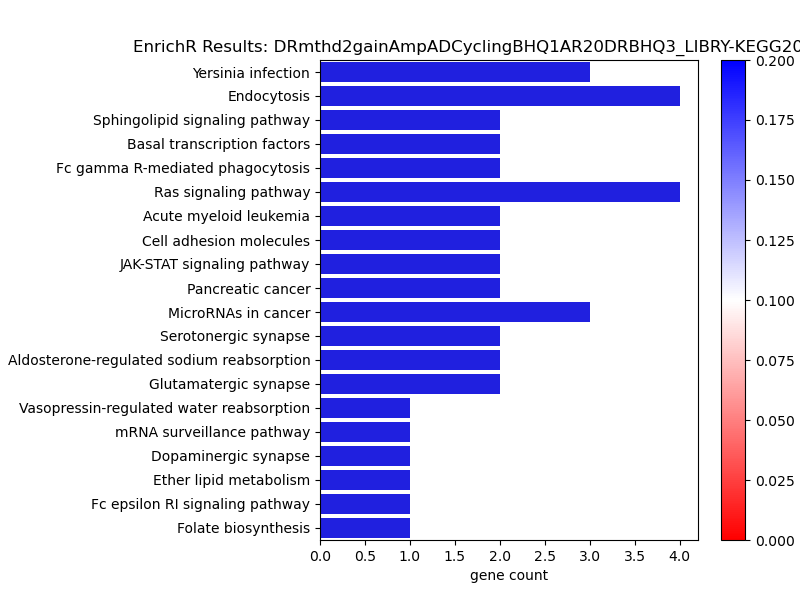 EnrichR Results: DRmthd2gainAmpADCyclingBHQ1AR20DRBHQ3_LIBRY-KEGG20
Yersinia infection
Endocytosis
Sphingolipid signaling pathway
Basal transcription factors
Fc gamma R-mediated phagocytosis
Ras signaling pathway
Acute myeloid leukemia
Cell adhesion molecules
JAK-STAT signaling pathway
Pancreatic cancer
MicroRNAs in cancer
Serotonergic synapse
Aldosterone-regulated sodium reabsorption
Glutamatergic synapse
Vasopressin-regulated water reabsorption
mRNA surveillance pathway
Dopaminergic synapse
Ether lipid metabolism
Fc epsilon RI signaling pathway
Folate biosynthesis
0.0 0.5 1.0 1.5 2.0 2.5 3.0 3.5 4.0
gene count
0.200
0.175
0.150
0.125
0.100
0.075
0.050
0.025
0.000